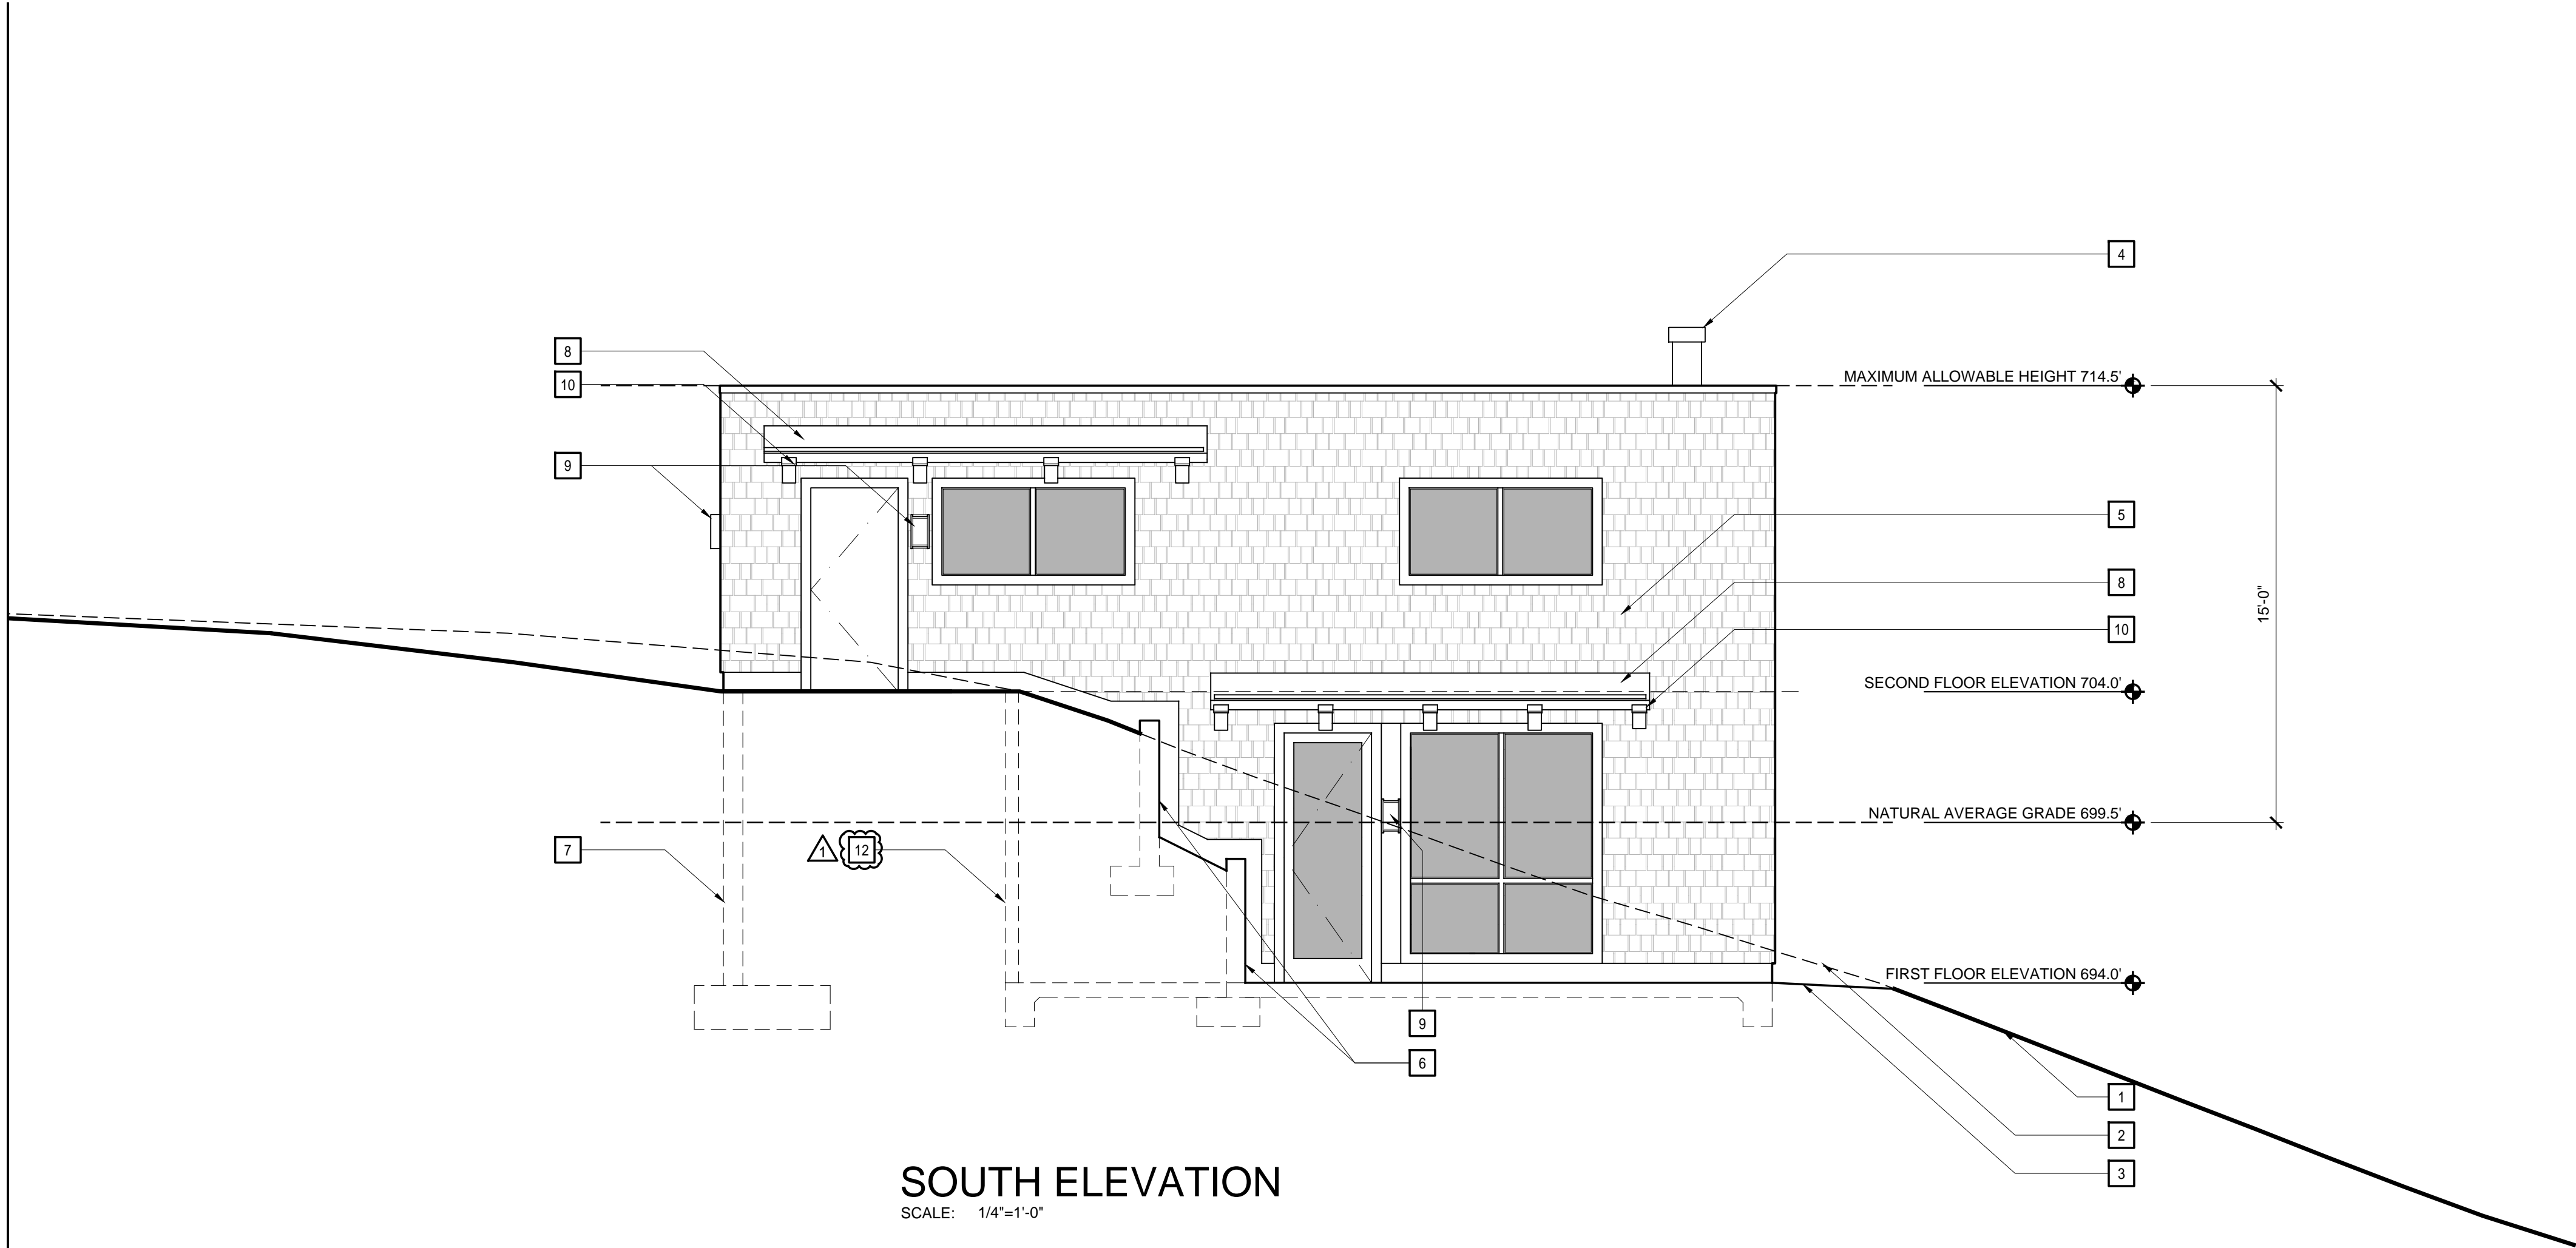 4
8
MAXIMUM ALLOWABLE HEIGHT 714.5'
10
9
5
8
15'-0"
10
SECOND FLOOR ELEVATION 704.0'
NATURAL AVERAGE GRADE 699.5'
7
1
12
FIRST FLOOR ELEVATION 694.0'
9
6
1
2
3
SOUTH ELEVATION
SCALE: 1/4"=1'-0"